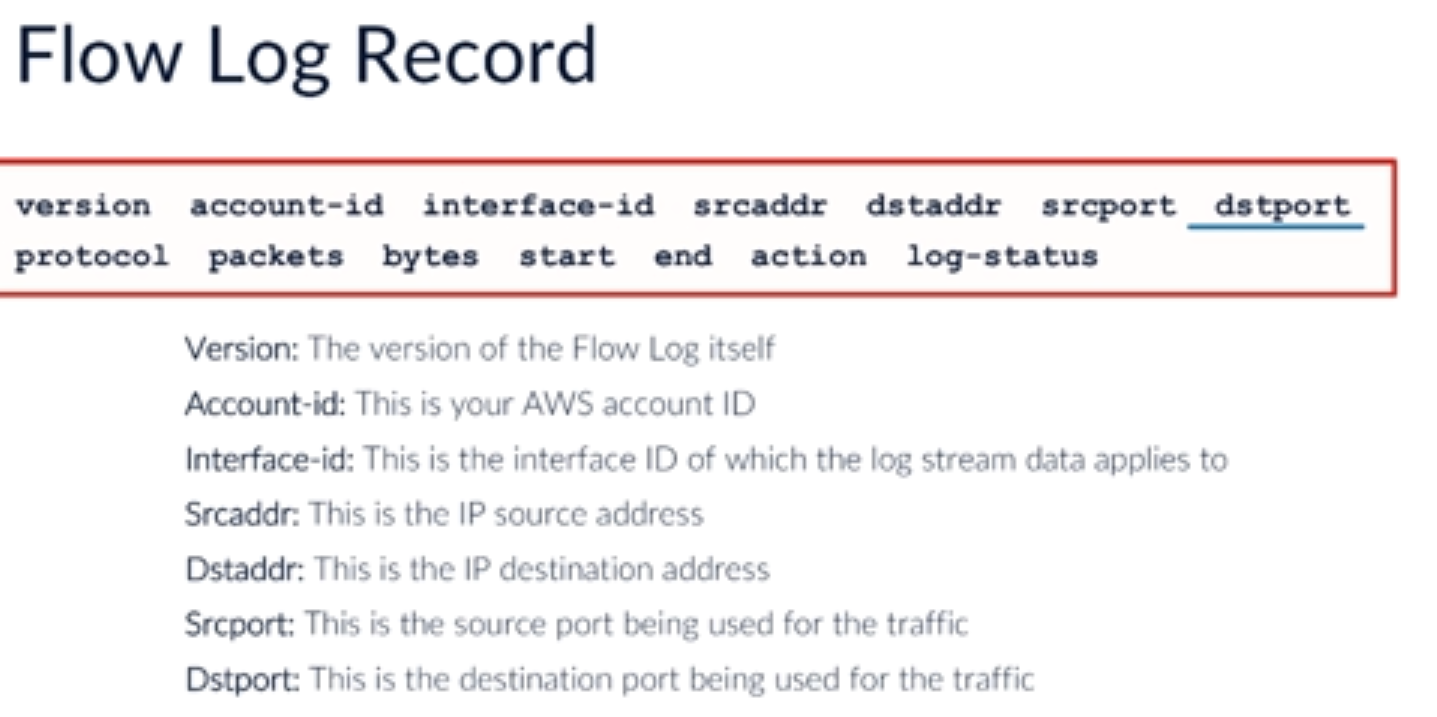 Flow Log Record
version account-id interface-id srcaddr dstaddr srcport dstport
protocol packets bytes start end action log-status
Version: The version of the Flow Log itself
Account-id: This is your AWS account ID
Interface-id: This is the interface ID of which the log stream data applies to
Srcaddr: This is the IP source address
Dstaddr: This is the IP destination address
Srcport: This is the source port being used for the traffic
Dstport: This is the destination port being used for the traffic